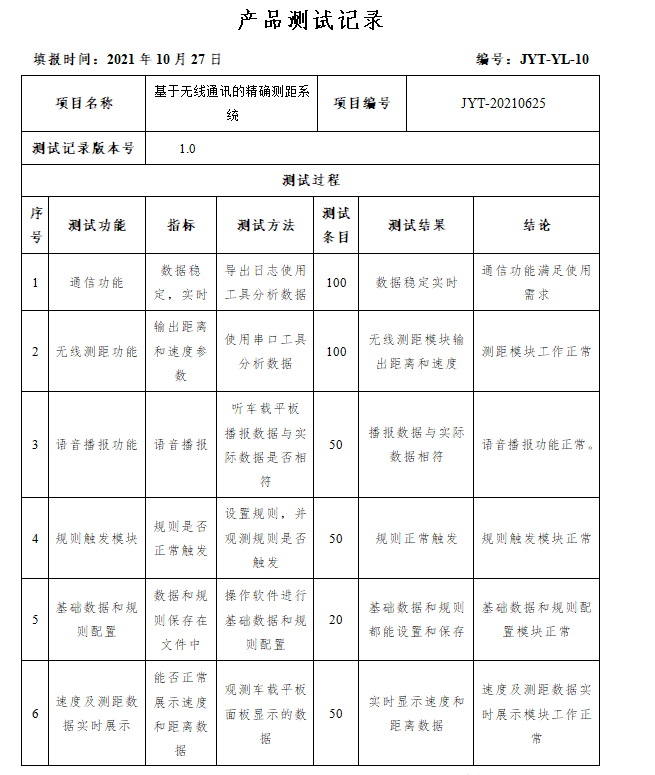 产品测试记录
填报时间：2021 年 10 月 27 日 编号：JYT-YL-10
项目名称
基于无线通讯的精确测距系
统
项目编号
JYT-20210625
测试记录版本号
1.0
测试过程
序
号
测试功能
指标
测试方法
测试
条目
测试结果
结论
1
通信功能
数据稳
定，实时
导出日志使用
工具分析数据
100
数据稳定实时
通信功能满足使用
需求
2
无线测距功能
输出距离
和速度参
数
使用串口工具
分析数据
100
无线测距模块输
出距离和速度
测距模块工作正常
3
语音播报功能
语音播报
听车载平板
播报数据与实
际数据是否相
符
50
播报数据与实际
数据相符
语音播报功能正常。
4
规则触发模块
规则是否
正常触发
设置规则，并
观测规则是否
触发
50
规则正常触发
规则触发模块正常
5
基础数据和规
则配置
数据和规
则保存在
文件中
操作软件进行
基础数据和规
则配置
20
基础数据和规则
都能设置和保存
基础数据和规则配
置模块正常
6
速度及测距数
据实时展示
能否正常
展示速度
和距离数
据
观测车载平板
面板显示的数
据
50
实时显示速度和
距离数据
速度及测距数据实
时展示模块工作正
常